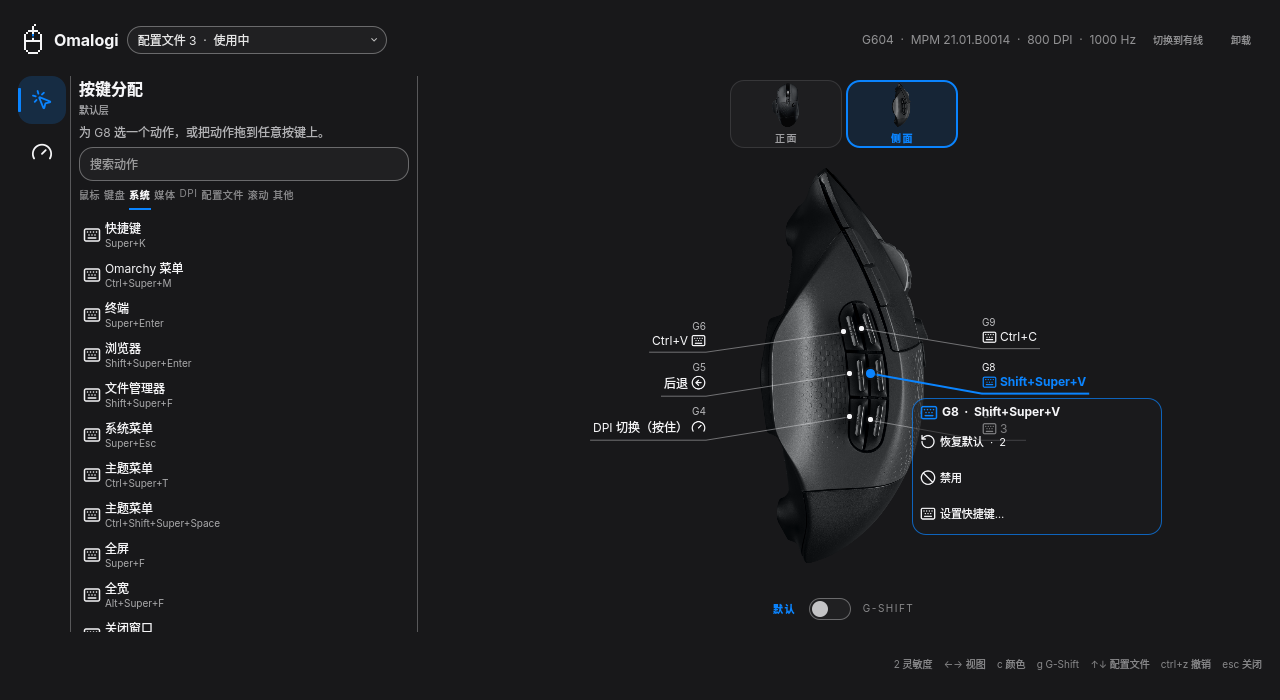 Omalogi
配置文件 3 · 使用中
G604 · MPM 21.01.B0014 · 800 DPI · 1000 Hz
切换到有线
卸载
按键分配
默认层
为 G8 选一个动作，或把动作拖到任意按键上。
搜索动作
鼠标 键盘 系统 媒体 DPI 配置文件 滚动 其他
快捷键
Super+K
Omarchy 菜单
Ctrl+Super+M
终端
Super+Enter
浏览器
Shift+Super+Enter
文件管理器
Shift+Super+F
系统菜单
Super+Esc
主题菜单
Ctrl+Super+T
主题菜单
Ctrl+Shift+Super+Space
全屏
Super+F
全宽
Alt+Super+F
关闭窗口
正面
侧面
G6
Ctrl+V
G5
后退
G4
DPI 切换（按住）
G9
Ctrl+C
G8
Shift+Super+V
G8 · Shift+Super+V
3
恢复默认 · 2
禁用
设置快捷键...
默认
G-SHIFT
2 灵敏度 ←→ 视图 c 颜色 g G-Shift ↑↓ 配置文件 ctrl+z 撤销 esc 关闭